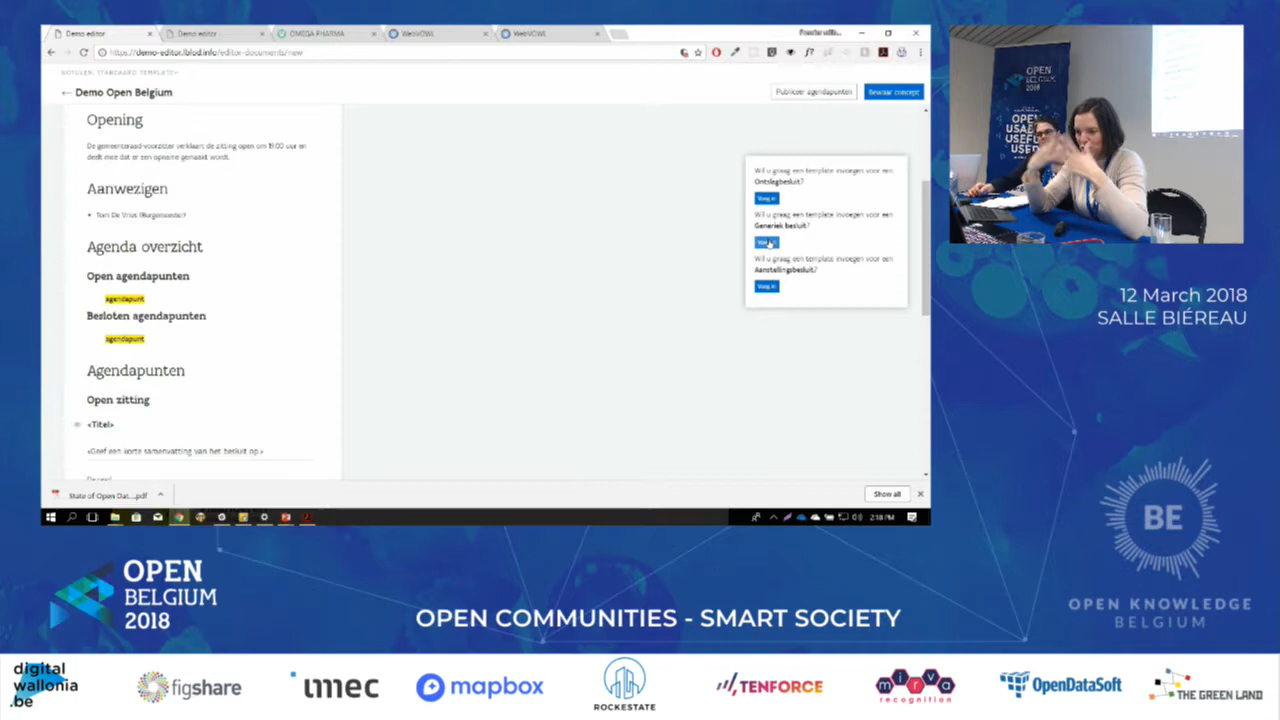 Demo editor
Demo editor
OMEGA PHARMA
WebVOWL
WebVOWL
https://demo-editor.lblod.info/editor-documents/new
NOTULEN: STANDAARD TEMPLATE
← Demo Open Belgium
Publiceer agendapunten
Bewaar concept
Opening
De gemeenteraad-voorzitter verklaart de zitting open om 19:00 uur en
deelt mee dat er een opname gemaakt wordt.
Aanwezigen
• Tom De Vries (Burgemeester)
Agenda overzicht
Open agendapunten
agendapunt
Besloten agendapunten
agendapunt
Agendapunten
Open zitting
<Titel>
<Geef een korte samenvatting van het besluit op.>
Wil u graag een template invoegen voor een
Ontslagbesluit?
Voeg in
Wil u graag een template invoegen voor een
Generiek besluit?
Wil u graag een template invoegen voor een
Aanstellingsbesluit?
Voeg in
State of Open Dat....pdf
Show all
2:18 PM
OPEN
BELGIUM
2018
12 March 2018
SALLE BIÉREAU
BE
OPEN KNOWLEDGE
BELGIUM
OPEN
BELGIUM
2018
OPEN COMMUNITIES - SMART SOCIETY
digital
wallonia
.be
figshare
imec
mapbox
ROCKESTATE
TENFORCE
mirva
recognition
OpenDataSoft
THE GREEN LAND